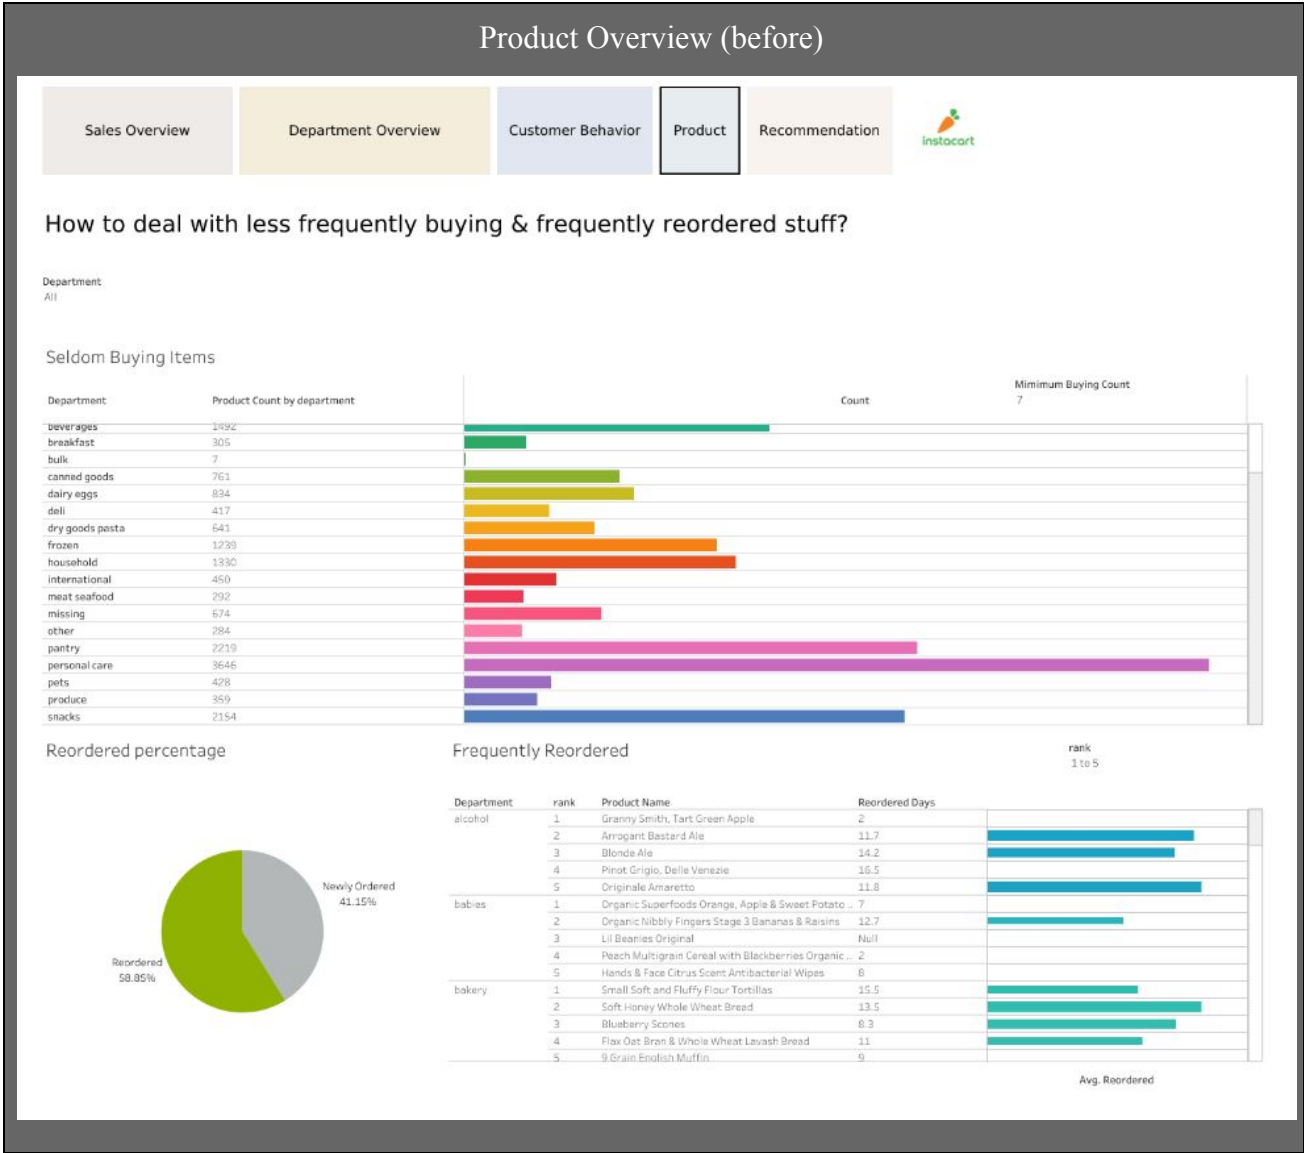 Product Overview (before)
Sales Overview
Department Overview
Customer Behavior
Product
Recommendation
instacart
How to deal with less frequently buying & frequently reordered stuff?
Department
All
Seldom Buying Items
Mimimum Buying Count
7
Department Product Count by department Count
beverages 1492
breakfast 305
bulk 7
canned goods 761
dairy eggs 834
deli 417
dry goods pasta 641
frozen 1239
household 1330
international 450
meat seafood 292
missing 674
other 284
pantry 2219
personal care 3646
pets 428
produce 359
snacks 2154
Reordered percentage
Newly Ordered
41.15%
Reordered
58.85%
Frequently Reordered
rank
1 to 5
Department rank Product Name Reordered Days
alcohol 1 Granny Smith, Tart Green Apple 2
2 Arrogant Bastard Ale 11.7
3 Blonde Ale 14.2
4 Pinot Grigio, Delle Venezie 16.5
5 Originale Amaretto 11.8
babies 1 Organic Superfoods Orange, Apple & Sweet Potato .. 7
2 Organic Nibbly Fingers Stage 3 Bananas & Raisins 12.7
3 Lil Beanies Original Null
4 Peach Multigrain Cereal with Blackberries Organic .. 2
5 Hands & Face Citrus Scent Antibacterial Wipes 8
bakery 1 Small Soft and Fluffy Flour Tortillas 15.5
2 Soft Honey Whole Wheat Bread 13.5
3 Blueberry Scones 8.3
4 Flax Oat Bran & Whole Wheat Lavash Bread 11
5 9 Grain English Muffin 9
Avg. Reordered